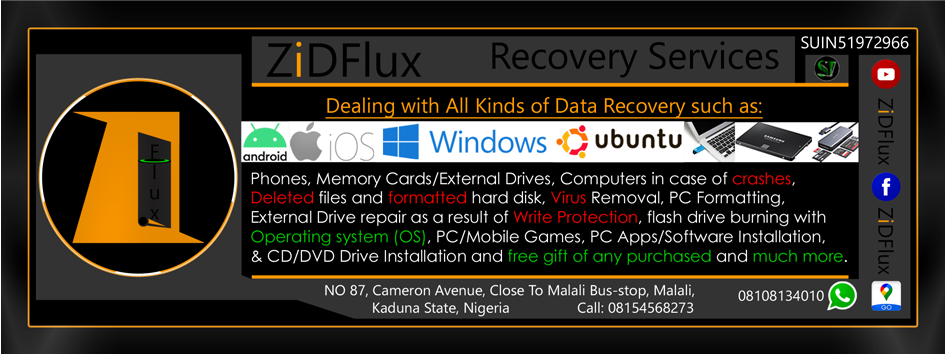 ZiDFlux Recovery Services
SUIN51972966
Dealing with All Kinds of Data Recovery such as:
android iOS Windows ubuntu
SAMSUNG
Phones, Memory Cards/External Drives, Computers in case of crashes,
Deleted files and formatted hard disk, Virus Removal, PC Formatting,
External Drive repair as a result of Write Protection, flash drive burning with
Operating system (OS), PC/Mobile Games, PC Apps/Software Installation,
& CD/DVD Drive Installation and free gift of any purchased and much more.
NO 87, Cameron Avenue, Close To Malali Bus-stop, Malali,
Kaduna State, Nigeria Call: 08154568273
08108134010
GO
Flux
ZiDFlux
ZiDFlux